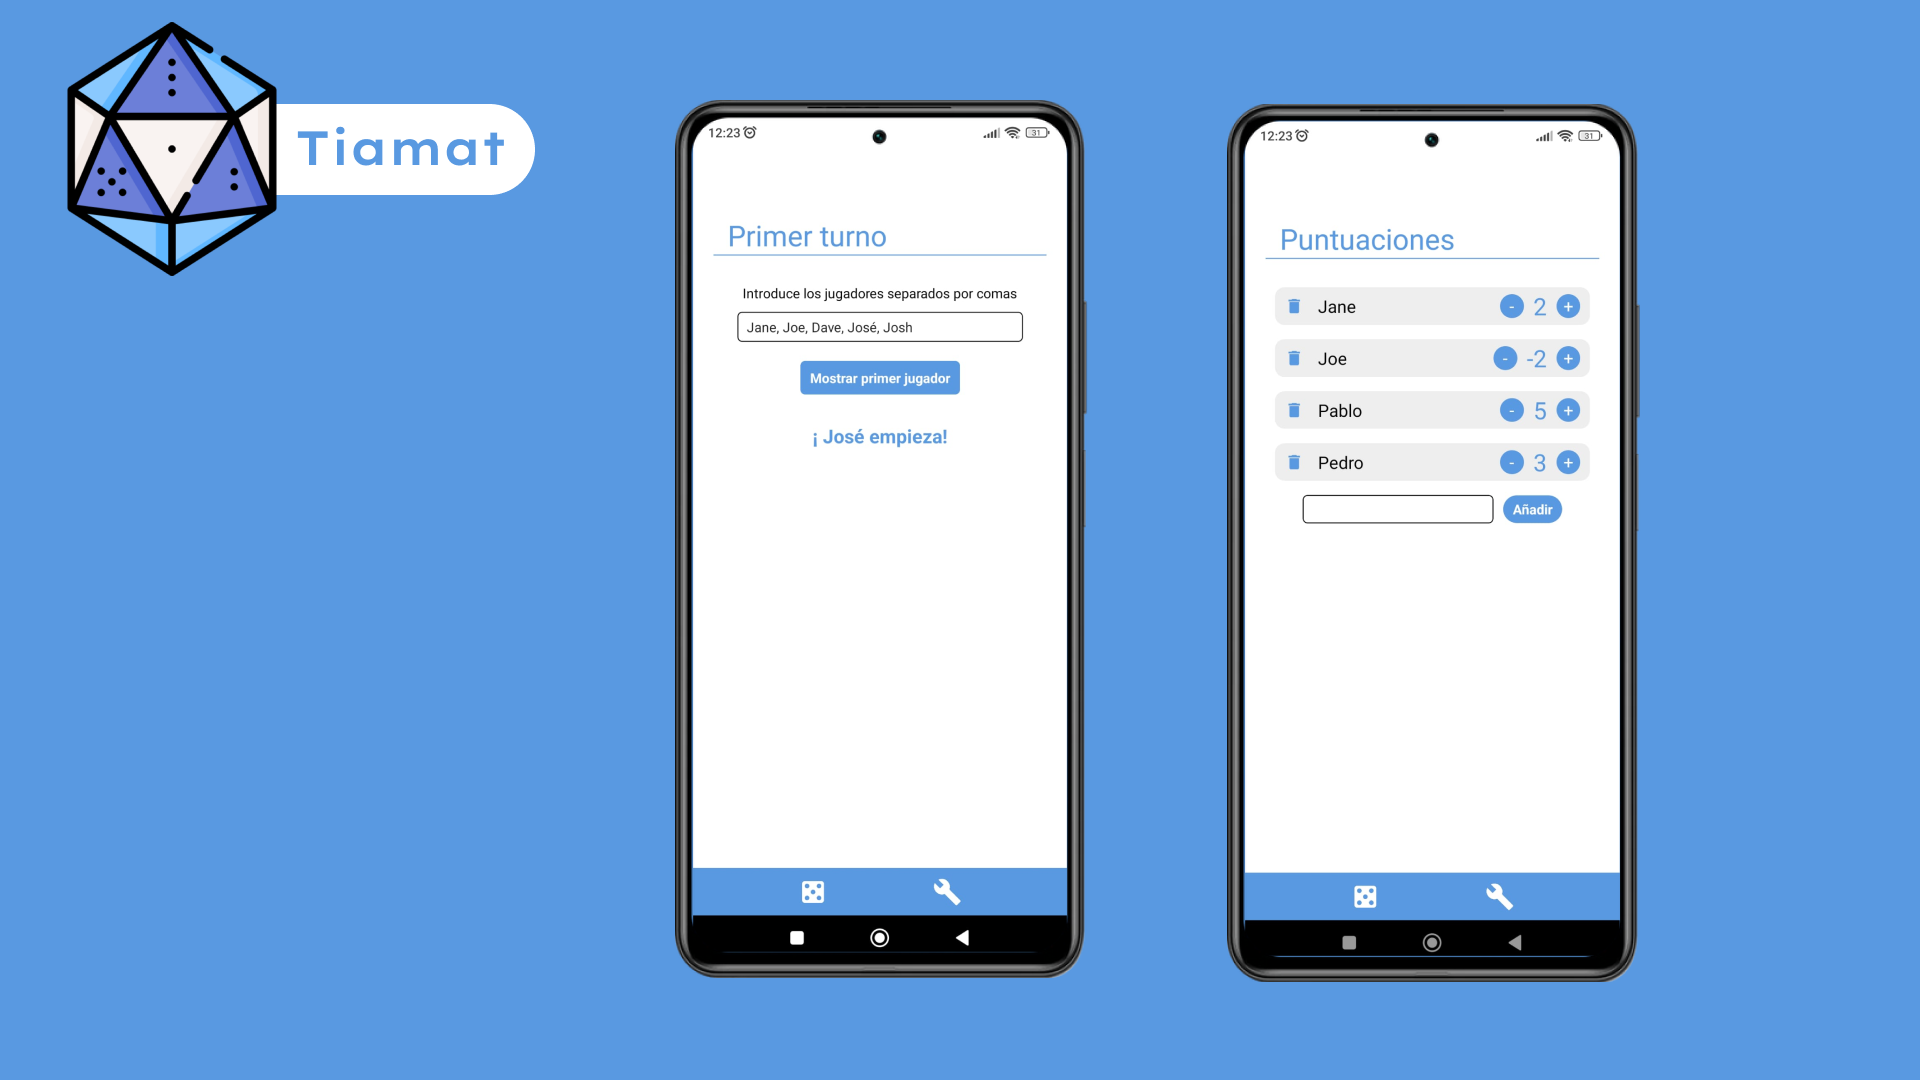 Tiamat
12:23
31
Primer turno
Introduce los jugadores separados por comas
Jane, Joe, Dave, José, Josh
Mostrar primer jugador
¡ José empieza!
12:23
31
Puntuaciones
Jane - 2 +
Joe - -2 +
Pablo - 5 +
Pedro - 3 +
Añadir